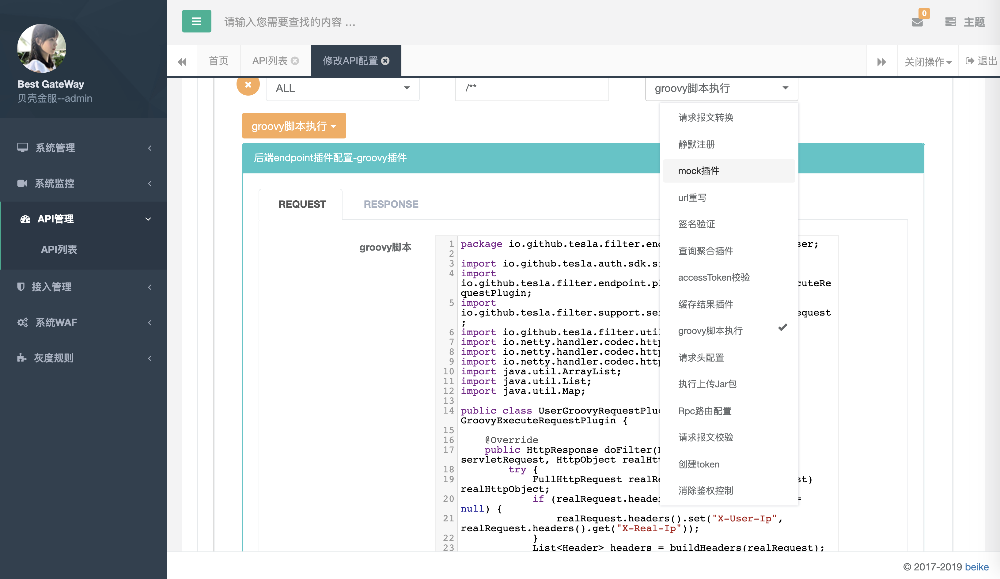 Best GateWay
贝壳金服--admin
系统管理
系统监控
API管理
API列表
接入管理
系统WAF
灰度规则
请输入您需要查找的内容 ...
0
主题
首页
API列表
修改API配置
关闭操作
退出
ALL
/**
groovy脚本执行
groovy脚本执行
后端endpoint插件配置-groovy插件
REQUEST
RESPONSE
groovy脚本
1 package io.github.tesla.filter.en ser;
2
3 import io.github.tesla.auth.sdk.s
4 import
io.github.tesla.filter.endpoint.p cuteRe
questPlugin;
5 import
io.github.tesla.filter.support.se equest
;
6 import io.github.tesla.filter.util
7 import io.netty.handler.codec.http
8 import io.netty.handler.codec.http
9 import io.netty.handler.codec.http
10 import java.util.ArrayList;
11 import java.util.List;
12 import java.util.Map;
13
14 public class UserGroovyRequestPlu
GroovyExecuteRequestPlugin {
15
16 @Override
17 public HttpResponse doFilter(
servletRequest, HttpObject realHt
18 try {
19 FullHttpRequest realRe st)
realHttpObject;
20 if (realRequest.header =
null) {
21 realRequest.headers().set("X-User-Ip",
realRequest.headers().get("X-Real-Ip"));
22 }
23 List<Header> headers = buildHeaders(realRequest);
请求报文转换
静默注册
mock插件
url重写
签名验证
查询聚合插件
accessToken校验
缓存结果插件
groovy脚本执行
请求头配置
执行上传Jar包
Rpc路由配置
请求报文校验
创建token
消除鉴权控制
© 2017-2019 beike